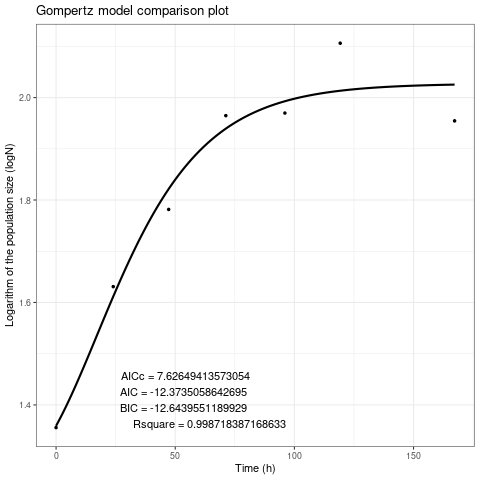 Gompertz model comparison plot
Logarithm of the population size (logN)
2.0
1.8
1.6
1.4
AICc = 7.62649413573054
AIC = -12.3735058642695
BIC = -12.6439551189929
Rsquare = 0.998718387168633
0 50 100 150
Time (h)